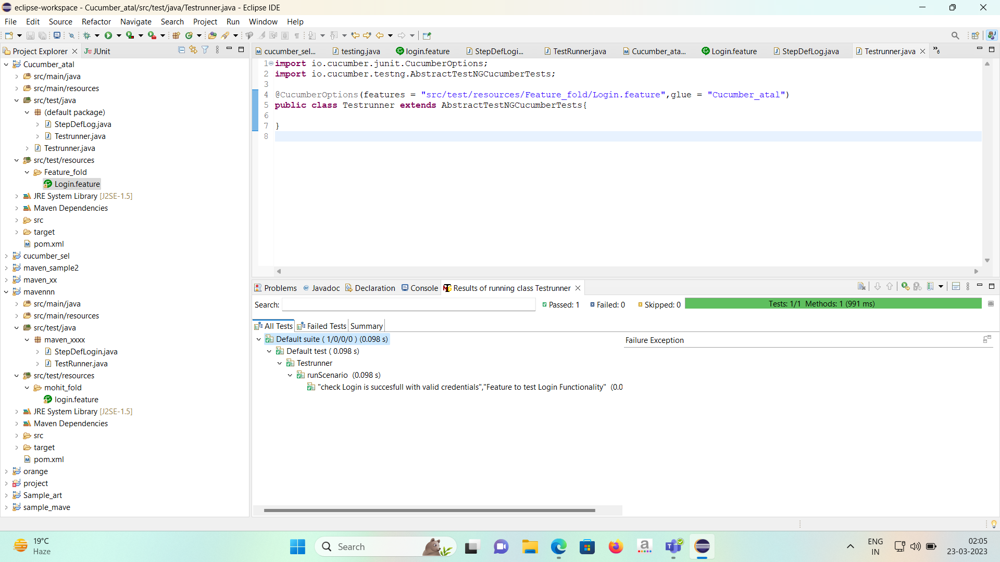 eclipse-workspace - Cucumber_atal/src/test/java/Testrunner.java - Eclipse IDE
File Edit Source Refactor Navigate Search Project Run Window Help
Project Explorer
JUnit
Cucumber_atal
src/main/java
src/main/resources
src/test/java
(default package)
StepDefLog.java
Testrunner.java
Testrunner.java
src/test/resources
Feature_fold
Login.feature
JRE System Library [J2SE-1.5]
Maven Dependencies
src
target
pom.xml
cucumber_sel
maven_sample2
maven_xx
mavennn
src/main/java
src/main/resources
src/test/java
maven_xxxx
StepDefLogin.java
TestRunner.java
src/test/resources
mohit_fold
login.feature
JRE System Library [J2SE-1.5]
Maven Dependencies
src
target
pom.xml
orange
project
Sample_art
sample_mave
cucumber_sel... testing.java login.feature StepDefLogi... TestRunner.java Cucumber_ata... Login.feature StepDefLog.java Testrunner.java »6
1 import io.cucumber.junit.CucumberOptions;
2 import io.cucumber.testng.AbstractTestNGCucumberTests;
3
4 @CucumberOptions(features = "src/test/resources/Feature_fold/Login.feature",glue = "Cucumber_atal")
5 public class Testrunner extends AbstractTestNGCucumberTests{
6
7 }
8
Problems @ Javadoc Declaration Console Results of running class Testrunner
Search: Passed: 1 Failed: 0 Skipped: 0 Tests: 1/1 Methods: 1 (991 ms)
All Tests Failed Tests Summary
Default suite ( 1/0/0/0 ) (0.098 s)
Default test ( 0.098 s)
Testrunner
runScenario (0.098 s)
"check Login is succesfull with valid credentials","Feature to test Login Functionality" (0.0
Failure Exception
19°C
Haze
Search
ENG
IN
02:05
23-03-2023